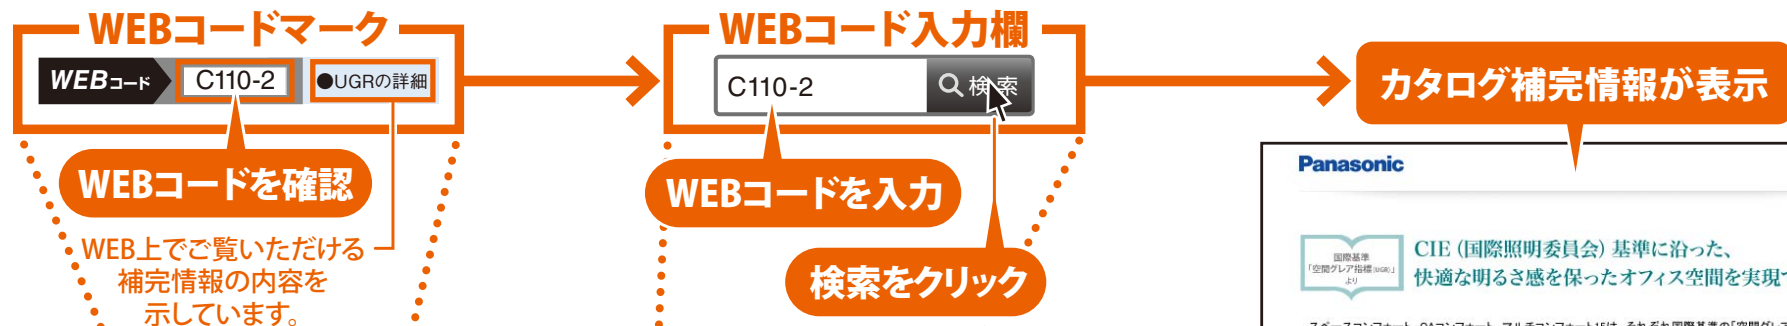 WEBコードマーク
WEBコード C110-2 ●UGRの詳細
WEBコードを確認
WEB上でご覧いただける
補完情報の内容を
示しています。
WEBコード入力欄
C110-2 検索
WEBコードを入力
検索をクリック
カタログ補完情報が表示
Panasonic
国際基準
「空間グレア指標(UGR)」
より
CIE（国際照明委員会）基準に沿った、
快適な明るさ感を保ったオフィス空間を実現